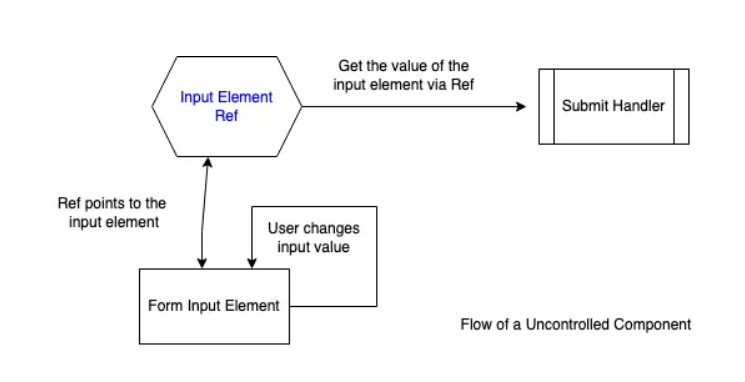 Get the value of the
input element via Ref
Input Element
Ref
Submit Handler
Ref points to the
input element
User changes
input value
Form Input Element
Flow of a Uncontrolled Component